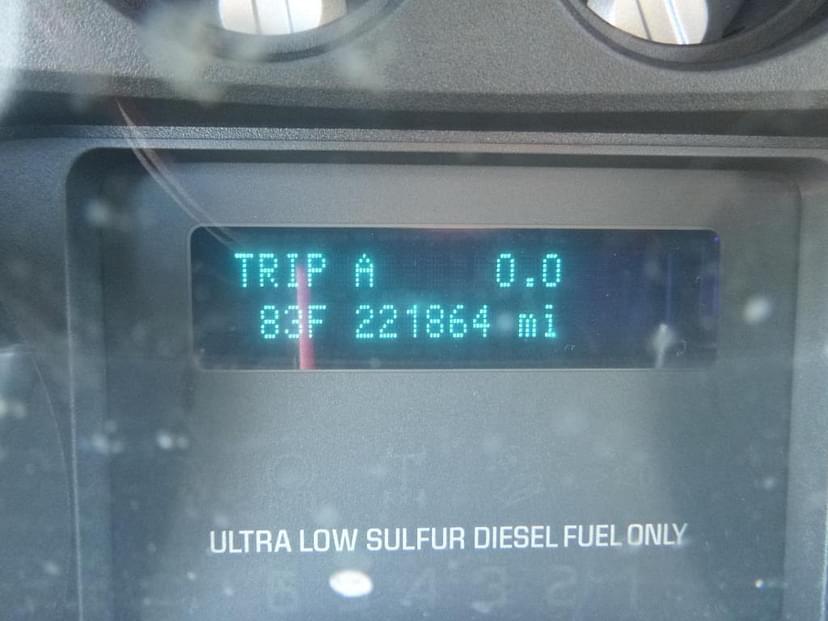 TRIP A 0.0
83F 221864 mi
ULTRA LOW SULFUR DIESEL FUEL ONLY